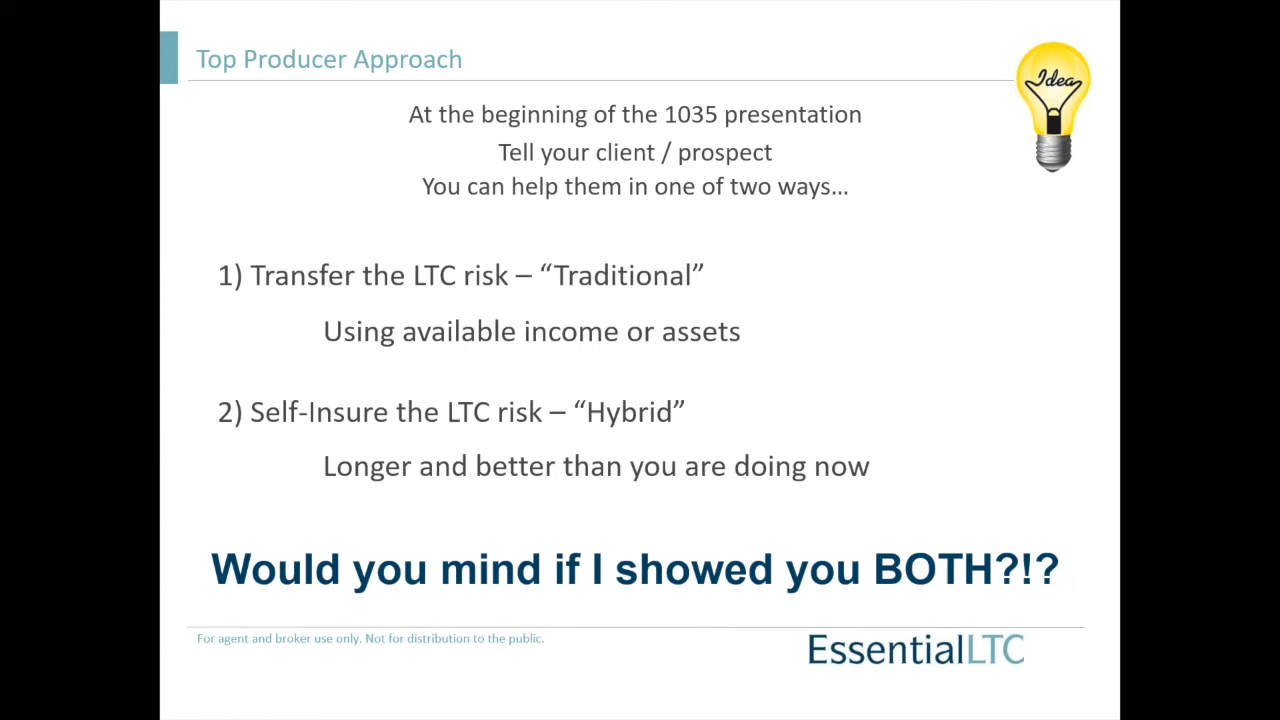 Top Producer Approach
Idea
At the beginning of the 1035 presentation
Tell your client / prospect
You can help them in one of two ways…
1) Transfer the LTC risk – “Traditional”
Using available income or assets
2) Self-Insure the LTC risk – “Hybrid”
Longer and better than you are doing now
Would you mind if I showed you BOTH?!?
For agent and broker use only. Not for distribution to the public.
EssentialLTC